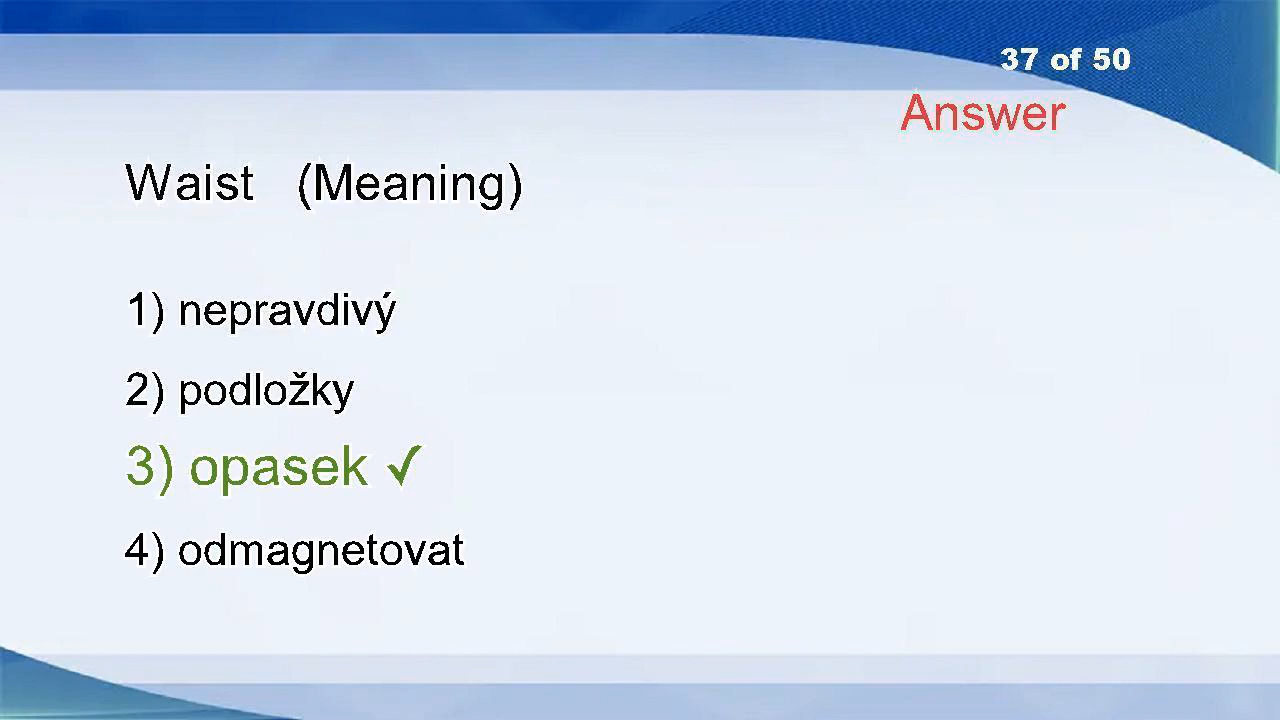 37 of 50
Answer
Waist (Meaning)
1) nepravdivý
2) podložky
3) opasek ✓
4) odmagnetovat